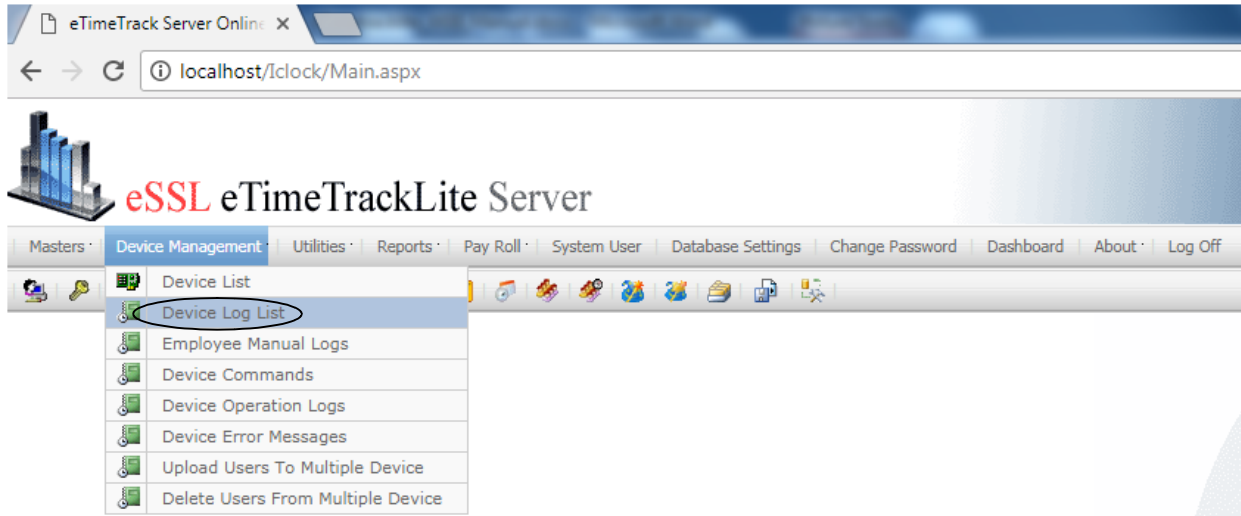 eTimeTrack Server Online
localhost/Iclock/Main.aspx
eSSL eTimeTrackLite Server
Masters Device Management Utilities Reports Pay Roll System User Database Settings Change Password Dashboard About Log Off
Device List
Device Log List
Employee Manual Logs
Device Commands
Device Operation Logs
Device Error Messages
Upload Users To Multiple Device
Delete Users From Multiple Device